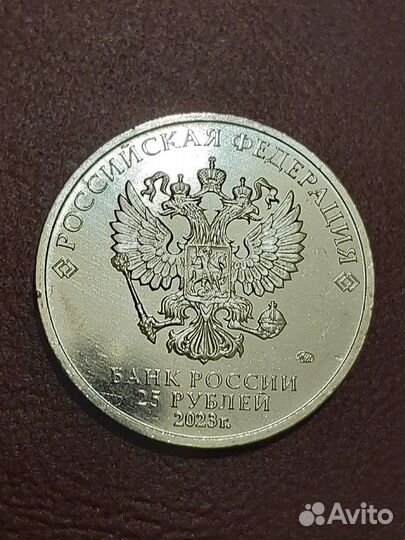 РОССИЙСКАЯ ФЕДЕРАЦИЯ
БАНК РОССИИ
25 РУБЛЕЙ
2023г.
Avito